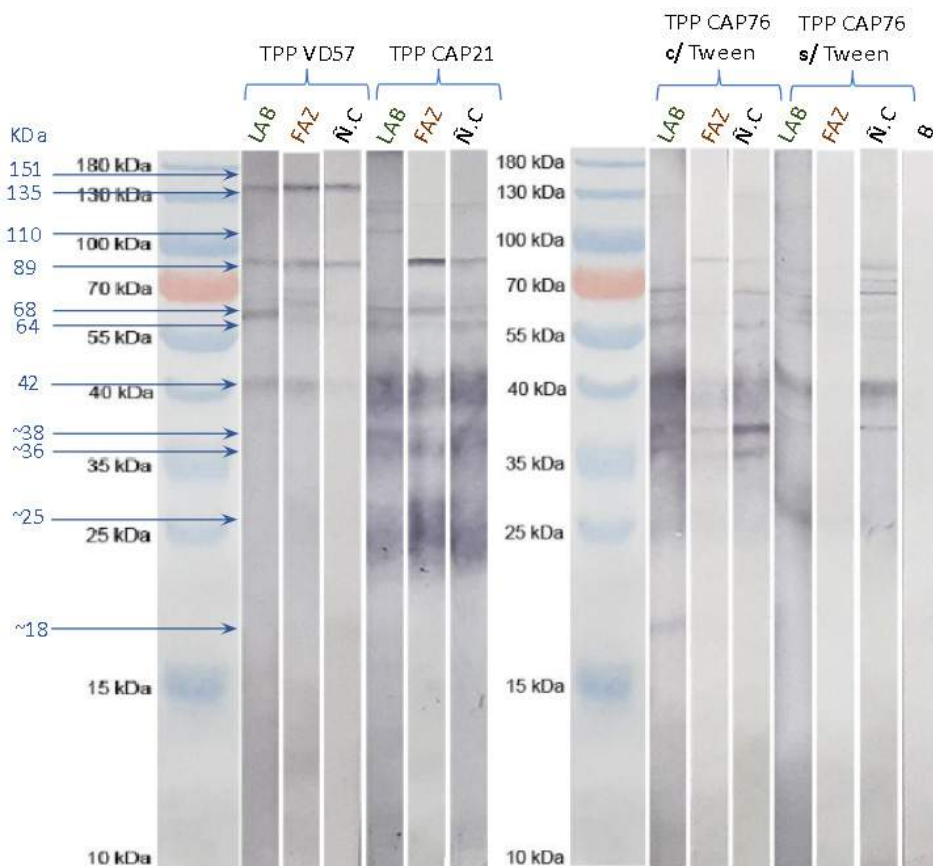 TPP VD57
TPP CAP21
TPP CAP76
c/ Tween
TPP CAP76
s/ Tween
LAB
FAZ
Ñ.C
LAB
FAZ
Ñ.C
LAB
FAZ
Ñ.C
LAB
FAZ
Ñ.C
B
KDa
151
135
110
89
68
64
42
~38
~36
~25
~18
180 kDa
130 kDa
100 kDa
70 kDa
55 kDa
40 kDa
35 kDa
25 kDa
15 kDa
10 kDa
180 kDa
130 kDa
100 kDa
70 kDa
55 kDa
40 kDa
35 kDa
25 kDa
15 kDa
10 kDa